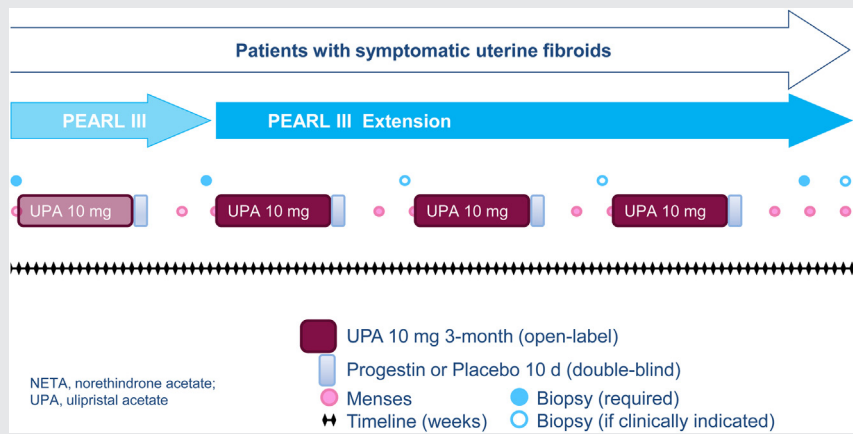 Patients with symptomatic uterine fibroids
PEARL III
PEARL III Extension
UPA 10 mg
UPA 10 mg
UPA 10 mg
UPA 10 mg
UPA 10 mg 3-month (open-label)
Progestin or Placebo 10 d (double-blind)
NETA, norethindrone acetate;
UPA, ulipristal acetate
Menses
Biopsy (required)
Timeline (weeks)
Biopsy (if clinically indicated)